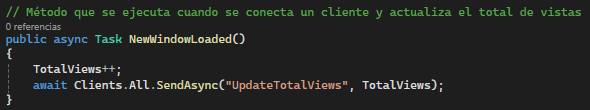 // Método que se ejecuta cuando se conecta un cliente y actualiza el total de vistas
0 referencias
public async Task NewWindowLoaded()
{
TotalViews++;
await Clients.All.SendAsync("UpdateTotalViews", TotalViews);
}